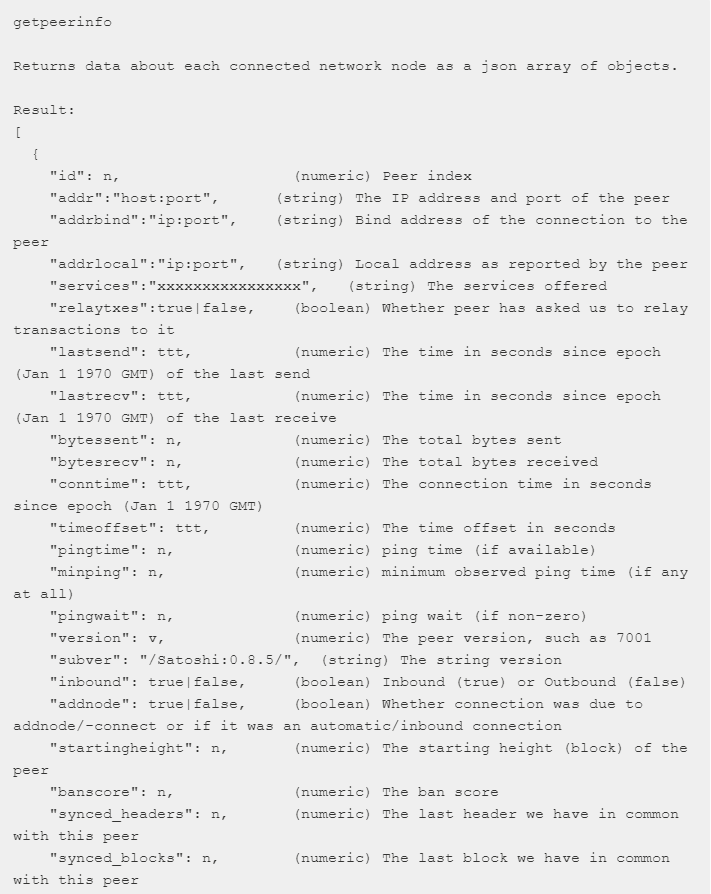 getpeerinfo
Returns data about each connected network node as a json array of objects.
Result:
[
  {
    "id": n,                   (numeric) Peer index
    "addr":"host:port",      (string) The IP address and port of the peer
    "addrbind":"ip:port",    (string) Bind address of the connection to the
peer
    "addrlocal":"ip:port",   (string) Local address as reported by the peer
    "services":"xxxxxxxxxxxxxxxx",   (string) The services offered
    "relaytxes":true|false,    (boolean) Whether peer has asked us to relay
transactions to it
    "lastsend": ttt,           (numeric) The time in seconds since epoch
(Jan 1 1970 GMT) of the last send
    "lastrecv": ttt,           (numeric) The time in seconds since epoch
(Jan 1 1970 GMT) of the last receive
    "bytessent": n,            (numeric) The total bytes sent
    "bytesrecv": n,            (numeric) The total bytes received
    "conntime": ttt,           (numeric) The connection time in seconds
since epoch (Jan 1 1970 GMT)
    "timeoffset": ttt,         (numeric) The time offset in seconds
    "pingtime": n,             (numeric) ping time (if available)
    "minping": n,              (numeric) minimum observed ping time (if any
at all)
    "pingwait": n,             (numeric) ping wait (if non-zero)
    "version": v,              (numeric) The peer version, such as 7001
    "subver": "/Satoshi:0.8.5/",  (string) The string version
    "inbound": true|false,     (boolean) Inbound (true) or Outbound (false)
    "addnode": true|false,     (boolean) Whether connection was due to
addnode/-connect or if it was an automatic/inbound connection
    "startingheight": n,       (numeric) The starting height (block) of the
peer
    "banscore": n,             (numeric) The ban score
    "synced_headers": n,       (numeric) The last header we have in common
with this peer
    "synced_blocks": n,        (numeric) The last block we have in common
with this peer